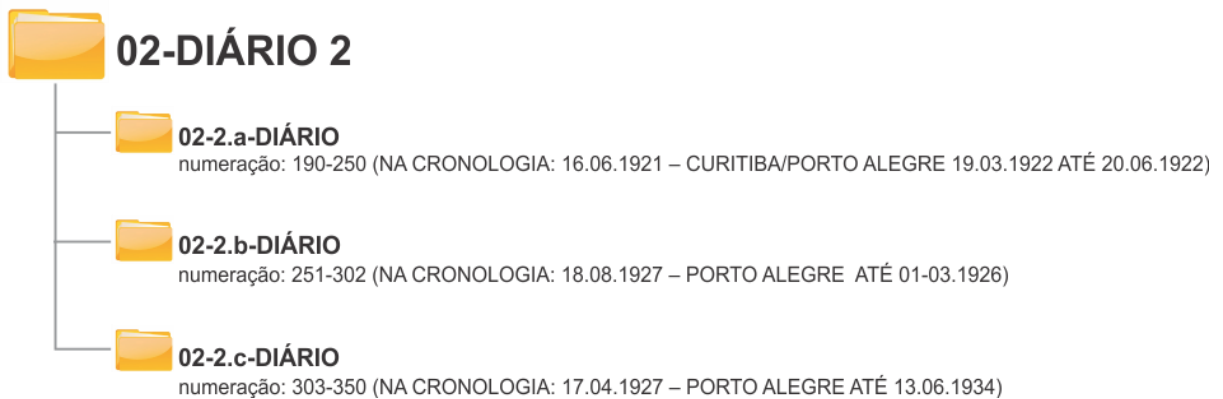 02-DIÁRIO 2
02-2.a-DIÁRIO
numeração: 190-250 (NA CRONOLOGIA: 16.06.1921 – CURITIBA/PORTO ALEGRE 19.03.1922 ATÉ 20.06.1922)
02-2.b-DIÁRIO
numeração: 251-302 (NA CRONOLOGIA: 18.08.1927 – PORTO ALEGRE  ATÉ 01-03.1926)
02-2.c-DIÁRIO
numeração: 303-350 (NA CRONOLOGIA: 17.04.1927 – PORTO ALEGRE ATÉ 13.06.1934)